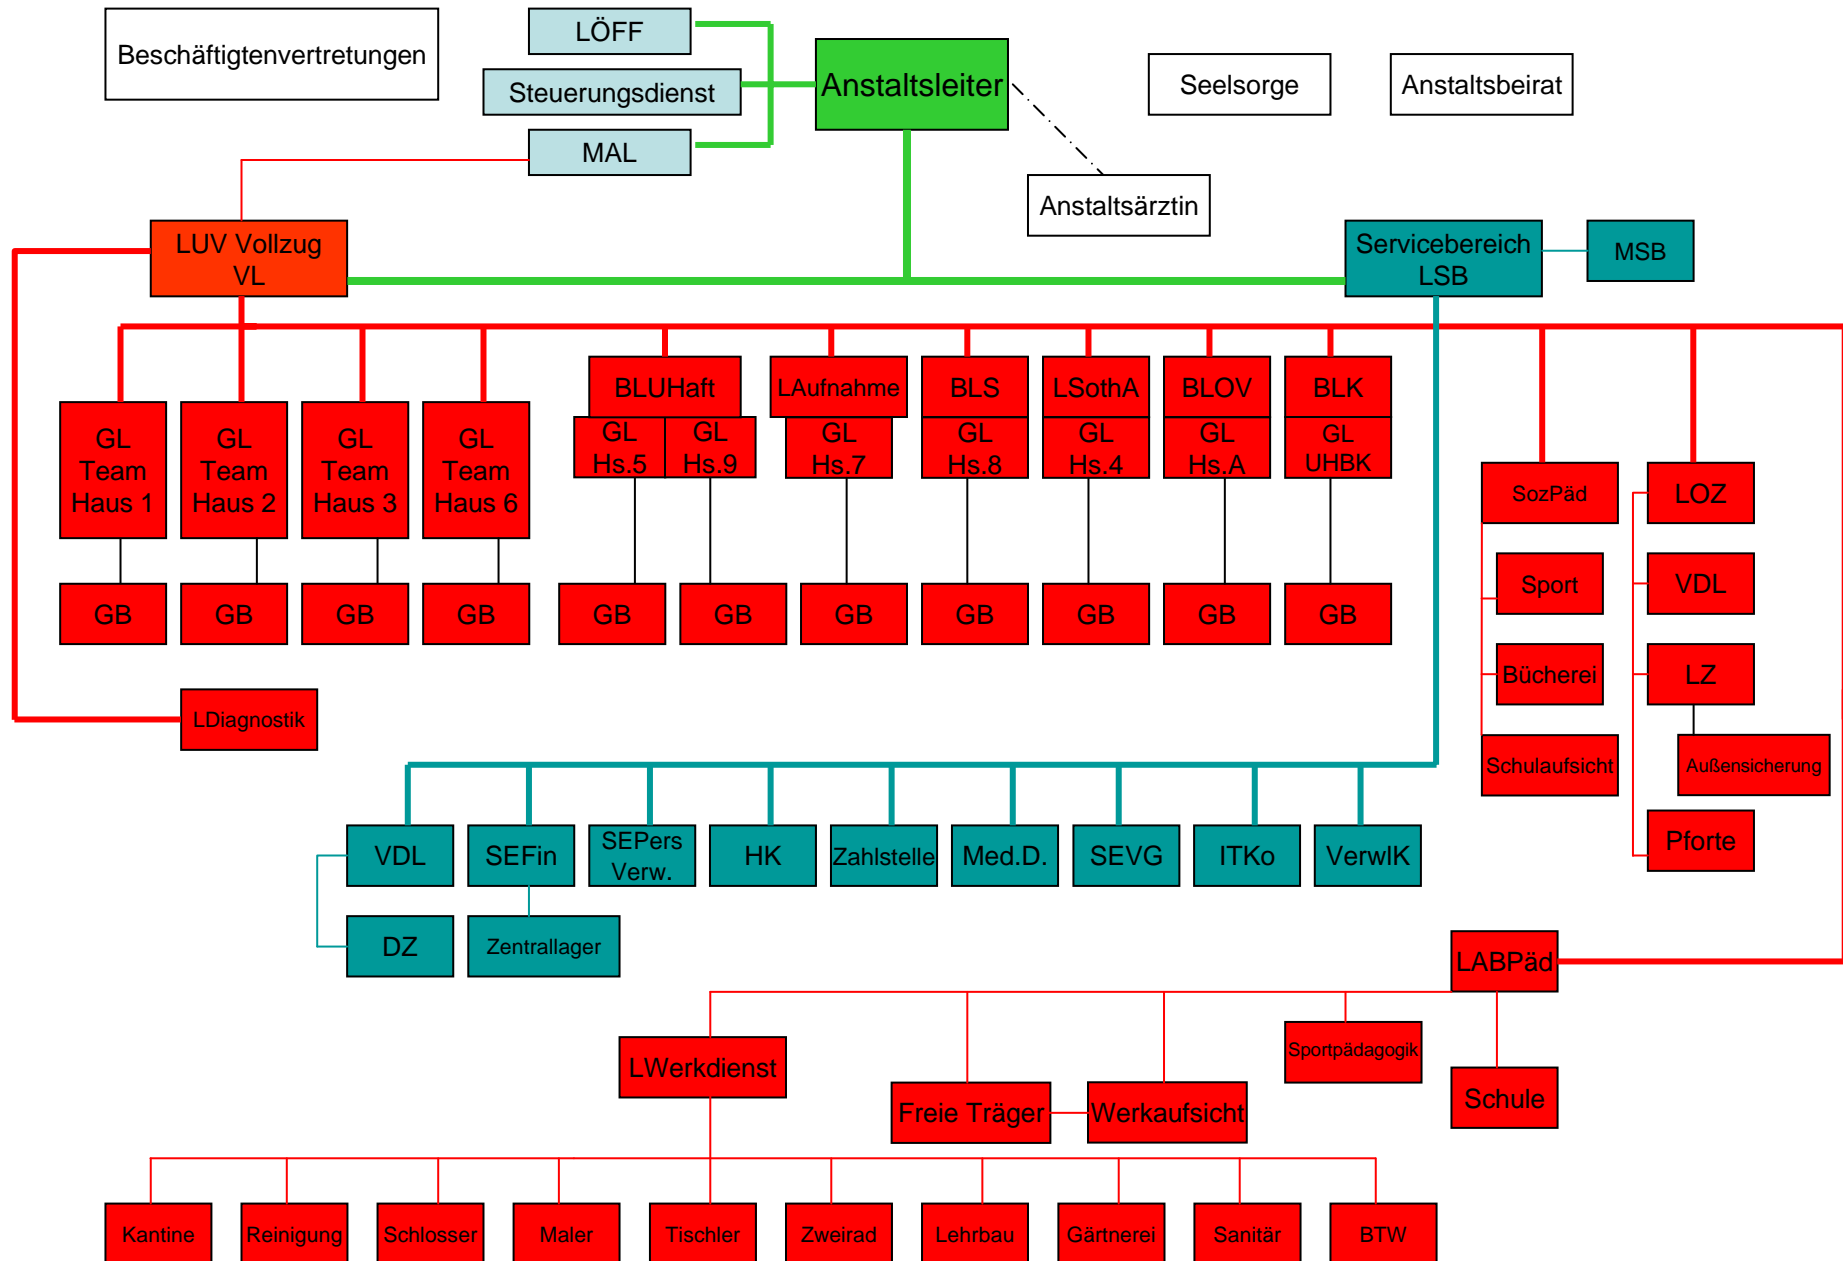 Beschäftigtenvertretungen
LÖFF
Steuerungsdienst
MAL
Anstaltsleiter
Seelsorge
Anstaltsbeirat
Anstaltsärztin
LUV Vollzug
VL
Servicebereich
LSB
MSB
BLUHaft
LAufnahme
BLS
LSothA
BLOV
BLK
GL
Team
Haus 1
GL
Team
Haus 2
GL
Team
Haus 3
GL
Team
Haus 6
GL
Hs.5
GL
Hs.9
GL
Hs.7
GL
Hs.8
GL
Hs.4
GL
Hs.A
GL
UHBK
SozPäd
LOZ
Sport
VDL
GB
GB
GB
GB
GB
GB
GB
GB
GB
GB
GB
Bücherei
LZ
LDiagnostik
Schulaufsicht
Außensicherung
VDL
SEFin
SEPers
Verw.
HK
Zahlstelle
Med.D.
SEVG
ITKo
VerwIK
Pforte
DZ
Zentrallager
LABPäd
LWerkdienst
Sportpädagogik
Freie Träger
Werkaufsicht
Schule
Kantine
Reinigung
Schlosser
Maler
Tischler
Zweirad
Lehrbau
Gärtnerei
Sanitär
BTW